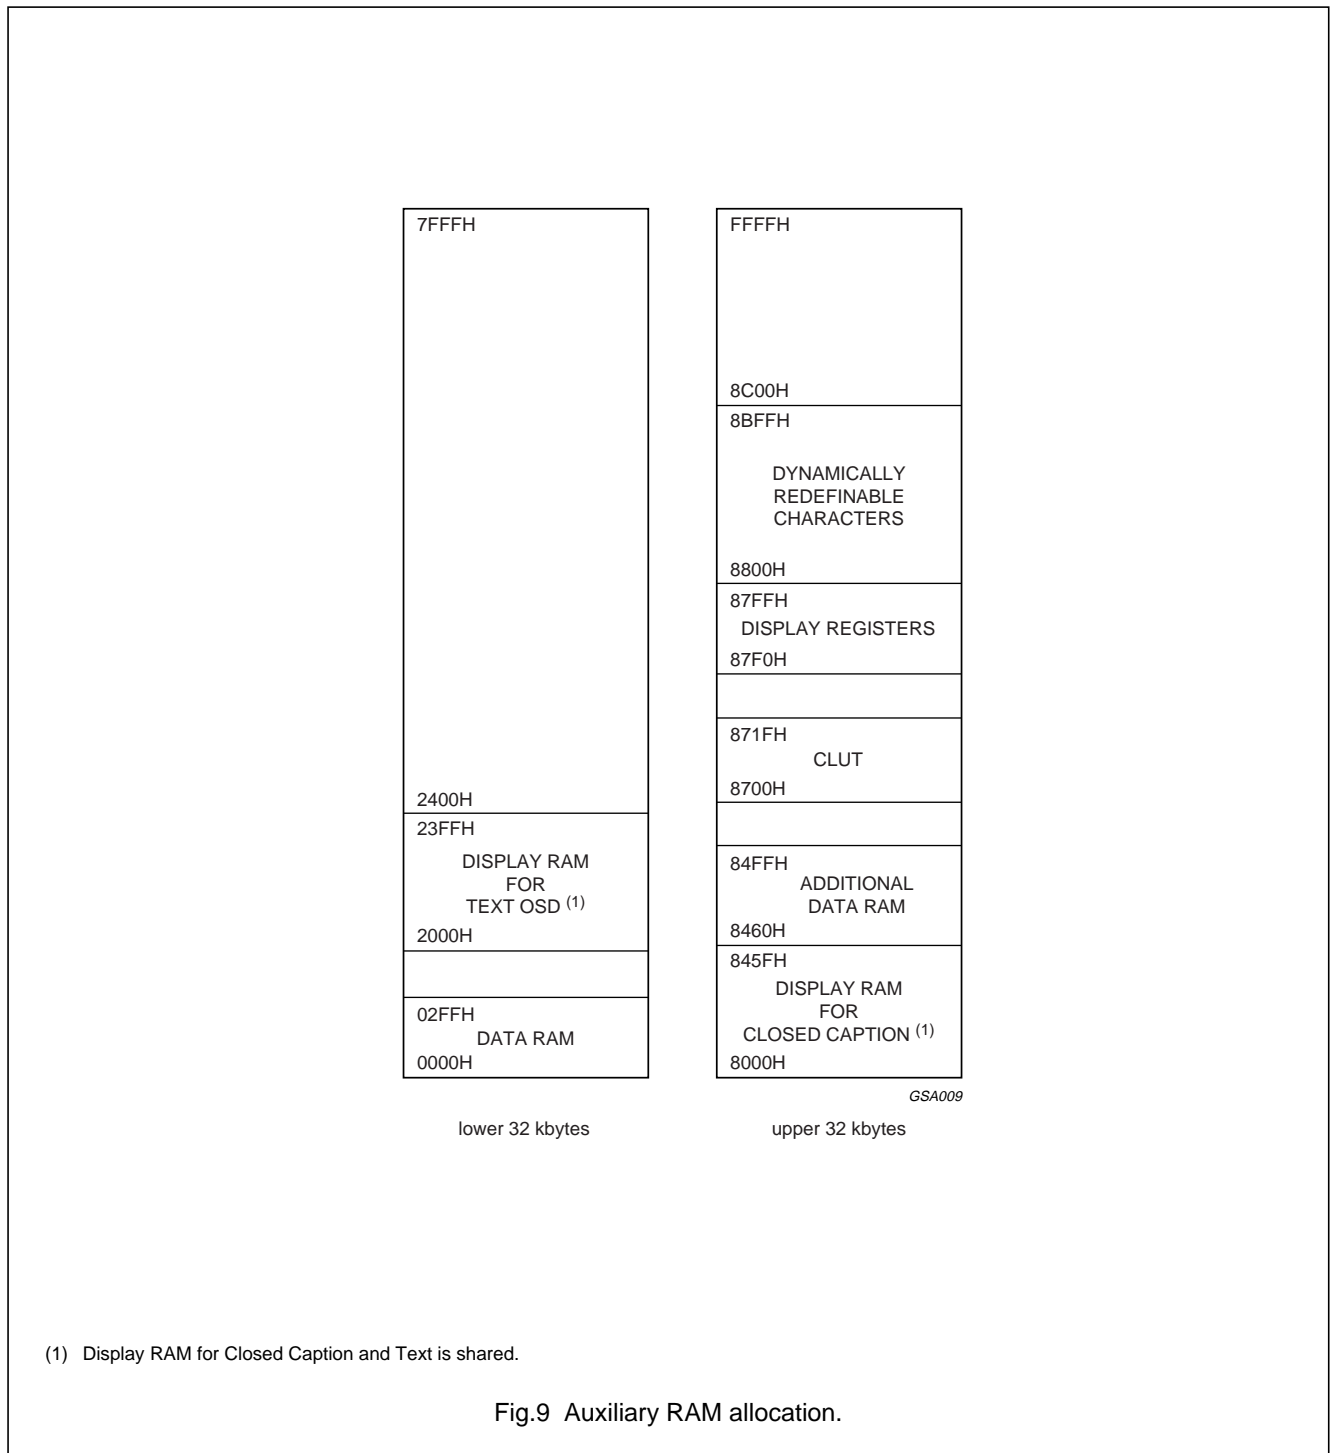 7FFFH
2400H
23FFH
DISPLAY RAM
FOR
TEXT OSD (1)
2000H
02FFH
DATA RAM
0000H
lower 32 kbytes
FFFFH
8C00H
8BFFH
DYNAMICALLY
REDEFINABLE
CHARACTERS
8800H
87FFH
DISPLAY REGISTERS
87F0H
871FH
CLUT
8700H
84FFH
ADDITIONAL
DATA RAM
8460H
845FH
DISPLAY RAM
FOR
CLOSED CAPTION (1)
8000H
GSA009
upper 32 kbytes
(1) Display RAM for Closed Caption and Text is shared.
Fig.9 Auxiliary RAM allocation.